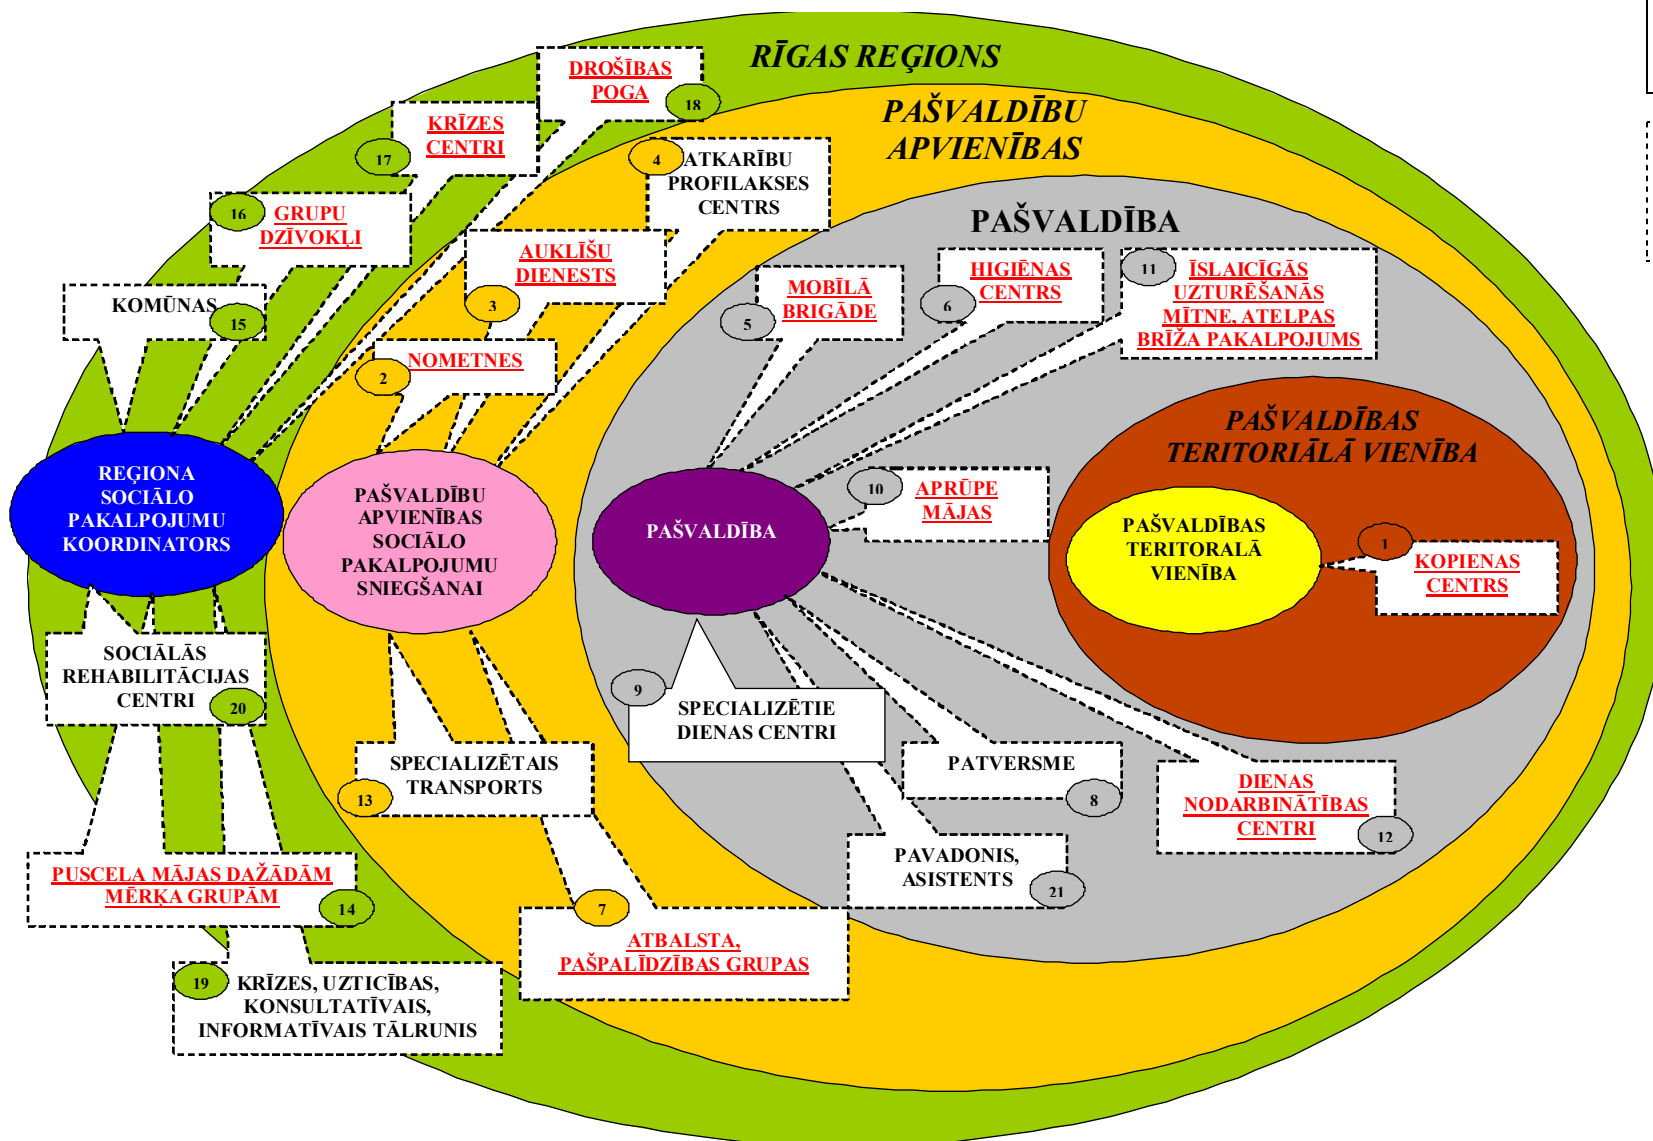 RĪGAS REĢIONS
PAŠVALDĪBU
APVIENĪBAS
PAŠVALDĪBA
PAŠVALDĪBAS
TERITORIĀLĀ VIENĪBA
DROŠĪBAS
POGA
18
KRĪZES
CENTRI
17
4
ATKARĪBU
PROFILAKSES
CENTRS
16
GRUPU
DZĪVOKĻI
AUKLĪŠU
DIENESTS
3
KOMŪNAS
15
NOMETNES
2
MOBĪLĀ
BRIGĀDE
5
HIGIĒNAS
CENTRS
6
11
ĪSLAICĪGĀS
UZTURĒŠANĀS
MĪTNE, ATELPAS
BRĪŽA PAKALPOJUMS
REĢIONA
SOCIĀLO
PAKALPOJUMU
KOORDINATORS
PAŠVALDĪBU
APVIENĪBAS
SOCIĀLO
PAKALPOJUMU
SNIEGŠANAI
PAŠVALDĪBA
10
APRŪPE
MĀJAS
PAŠVALDĪBAS
TERITORALĀ
VIENĪBA
1
KOPIENAS
CENTRS
SOCIĀLĀS
REHABILITĀCIJAS
CENTRI
20
9
SPECIALIZĒTIE
DIENAS CENTRI
SPECIALIZĒTAIS
TRANSPORTS
13
PATVERSME
8
DIENAS
NODARBINĀTĪBAS
CENTRI
12
PUSCELA MĀJAS DAŽĀDĀM
MĒRĶA GRUPĀM
14
PAVADONIS,
ASISTENTS
21
7
ATBALSTA,
PAŠPALĪDZĪBAS GRUPAS
19
KRĪZES, UZTICĪBAS,
KONSULTATĪVAIS,
INFORMATĪVAIS TĀLRUNIS